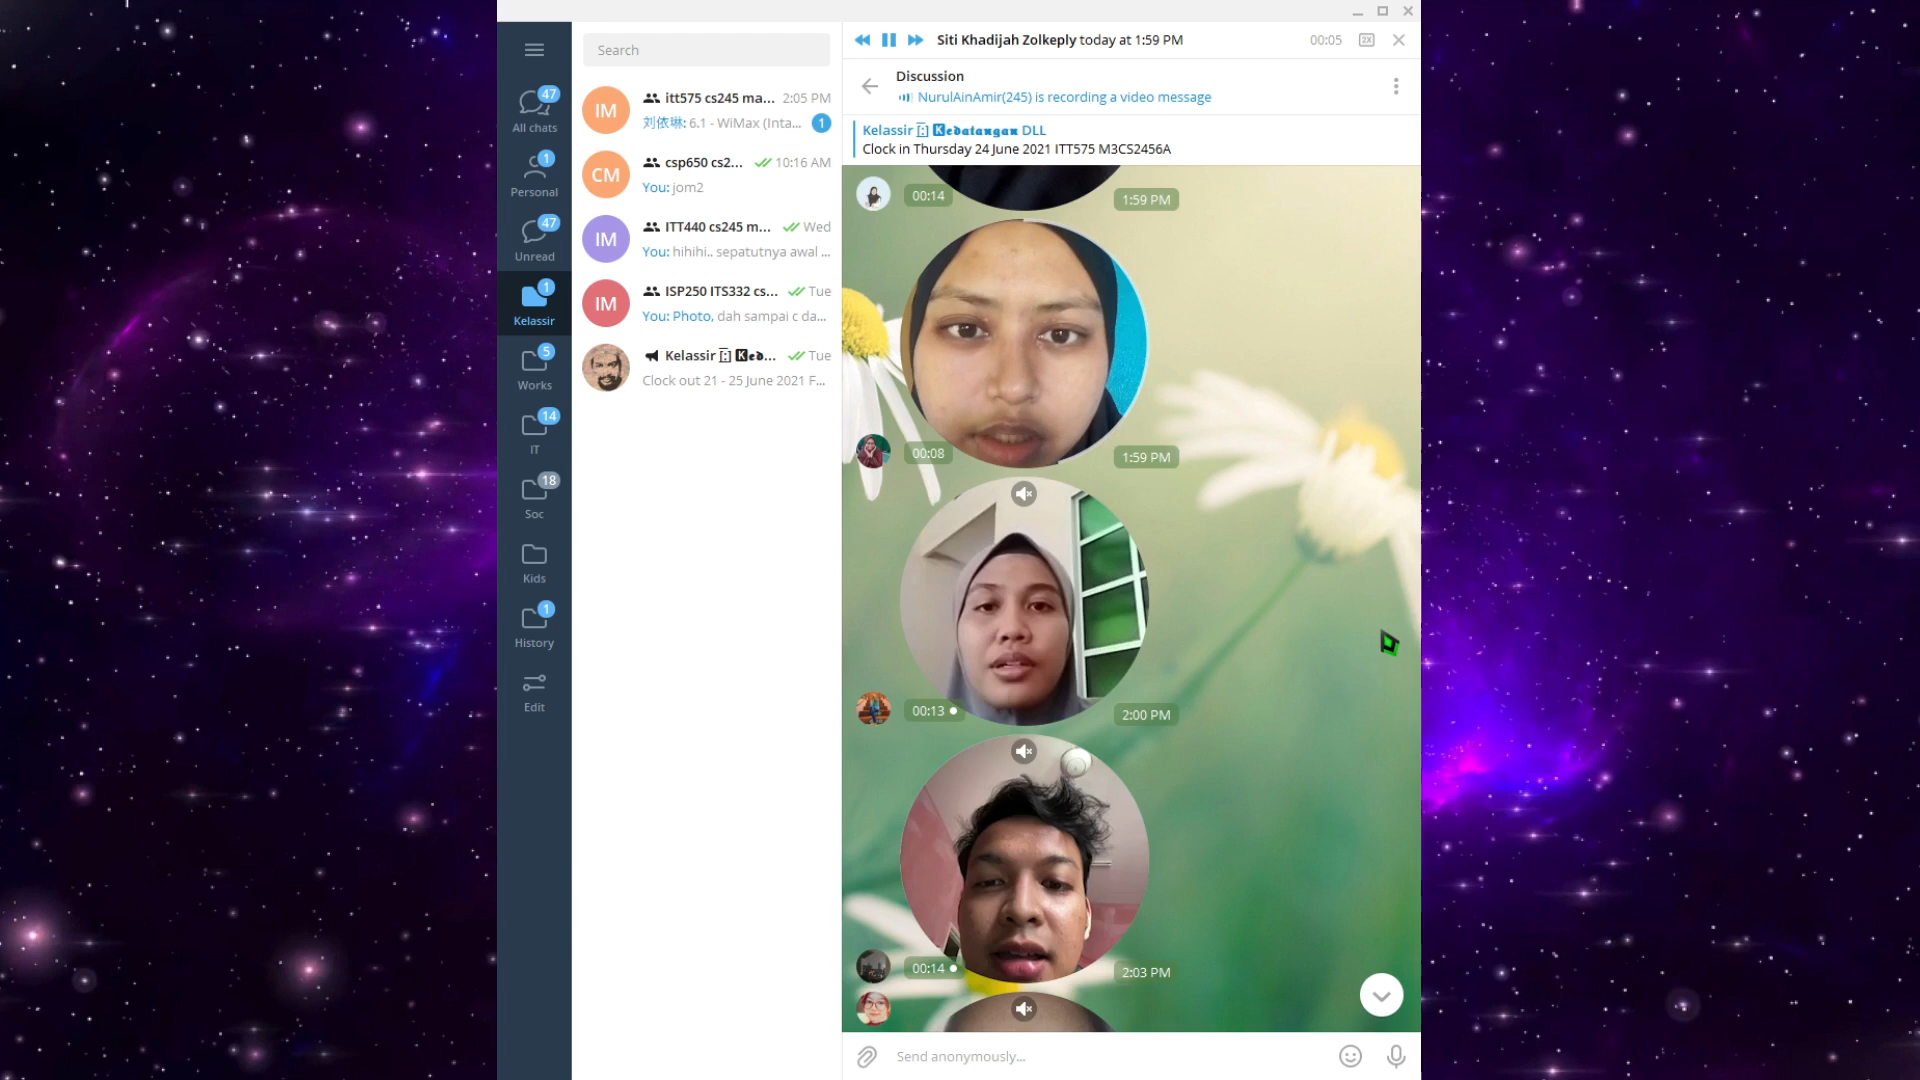 Search
Siti Khadijah Zolkeply today at 1:59 PM
00:05
2X
Discussion
NurulAinAmir(245) is recording a video message
Kelassir [:] 𝕶𝖊𝖉𝖆𝖙𝖆𝖓𝖌𝖆𝖓 DLL
Clock in Thursday 24 June 2021 ITT575 M3CS2456A
47
All chats
1
Personal
47
Unread
1
Kelassir
5
Works
14
IT
18
Soc
Kids
1
History
Edit
IM
itt575 cs245 ma... 2:05 PM
刘依琳: 6.1 - WiMax (Inta... 1
CM
csp650 cs2... 10:16 AM
You: jom2
IM
ITT440 cs245 m... Wed
You: hihihi.. sepatutnya awal ...
IM
ISP250 ITS332 cs... Tue
You: Photo, dah sampai c da...
Kelassir [:] 𝕶𝖊𝖉... Tue
Clock out 21 - 25 June 2021 F...
00:14
1:59 PM
00:08
1:59 PM
00:13
2:00 PM
00:14
2:03 PM
Send anonymously...